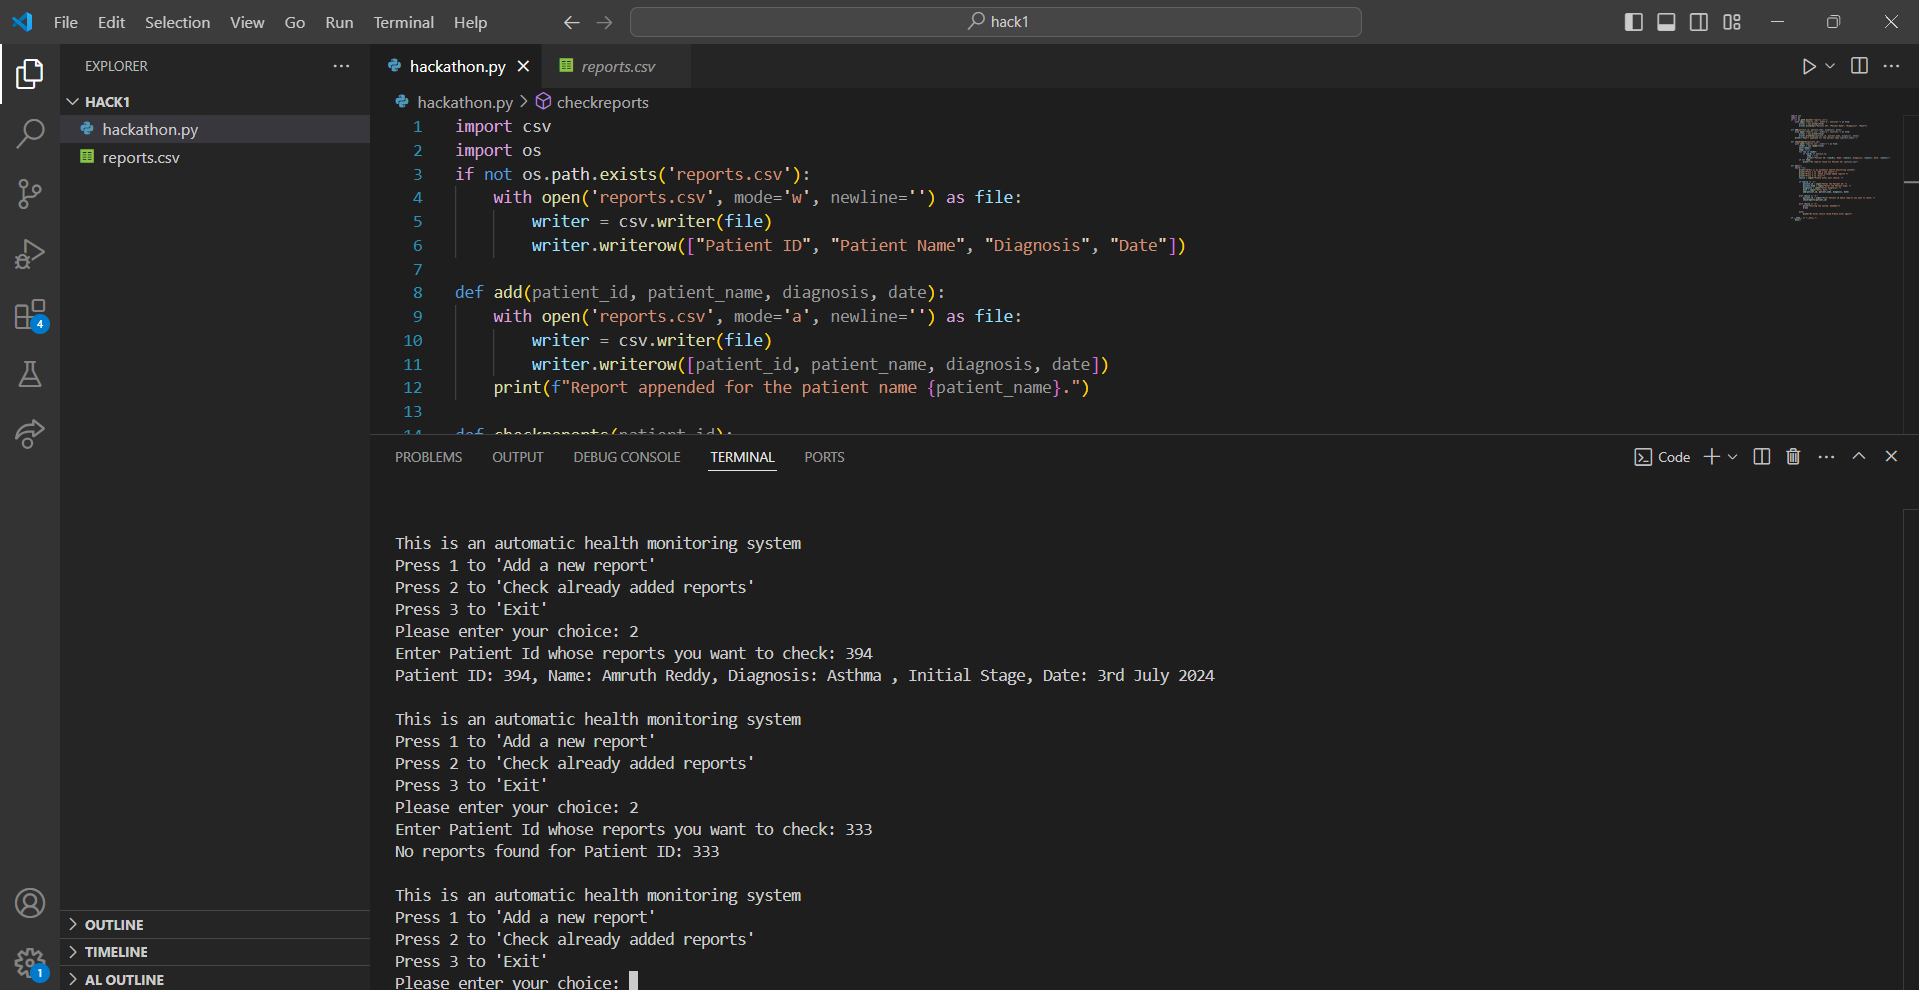 File Edit Selection View Go Run Terminal Help
hack1
EXPLORER
HACK1
hackathon.py
reports.csv
4
1
OUTLINE
TIMELINE
AL OUTLINE
hackathon.py reports.csv
hackathon.py > checkreports
1 import csv
2 import os
3 if not os.path.exists('reports.csv'):
4 with open('reports.csv', mode='w', newline='') as file:
5 writer = csv.writer(file)
6 writer.writerow(["Patient ID", "Patient Name", "Diagnosis", "Date"])
7
8 def add(patient_id, patient_name, diagnosis, date):
9 with open('reports.csv', mode='a', newline='') as file:
10 writer = csv.writer(file)
11 writer.writerow([patient_id, patient_name, diagnosis, date])
12 print(f"Report appended for the patient name {patient_name}.")
13
14 def checkreports(patient_id):
PROBLEMS OUTPUT DEBUG CONSOLE TERMINAL PORTS
Code
This is an automatic health monitoring system
Press 1 to 'Add a new report'
Press 2 to 'Check already added reports'
Press 3 to 'Exit'
Please enter your choice: 2
Enter Patient Id whose reports you want to check: 394
Patient ID: 394, Name: Amruth Reddy, Diagnosis: Asthma , Initial Stage, Date: 3rd July 2024
This is an automatic health monitoring system
Press 1 to 'Add a new report'
Press 2 to 'Check already added reports'
Press 3 to 'Exit'
Please enter your choice: 2
Enter Patient Id whose reports you want to check: 333
No reports found for Patient ID: 333
This is an automatic health monitoring system
Press 1 to 'Add a new report'
Press 2 to 'Check already added reports'
Press 3 to 'Exit'
Please enter your choice: